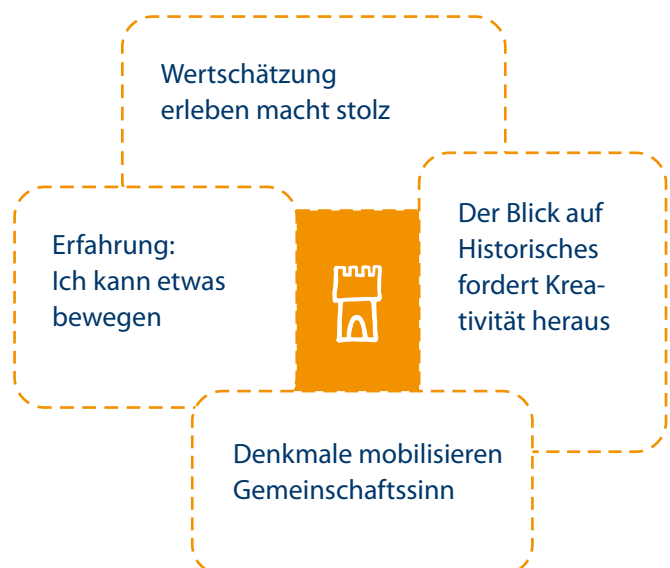 Wertschätzung
erleben macht stolz
Erfahrung:
Ich kann etwas
bewegen
Der Blick auf
Historisches
fordert Krea-
tivität heraus
Denkmale mobilisieren
Gemeinschaftssinn